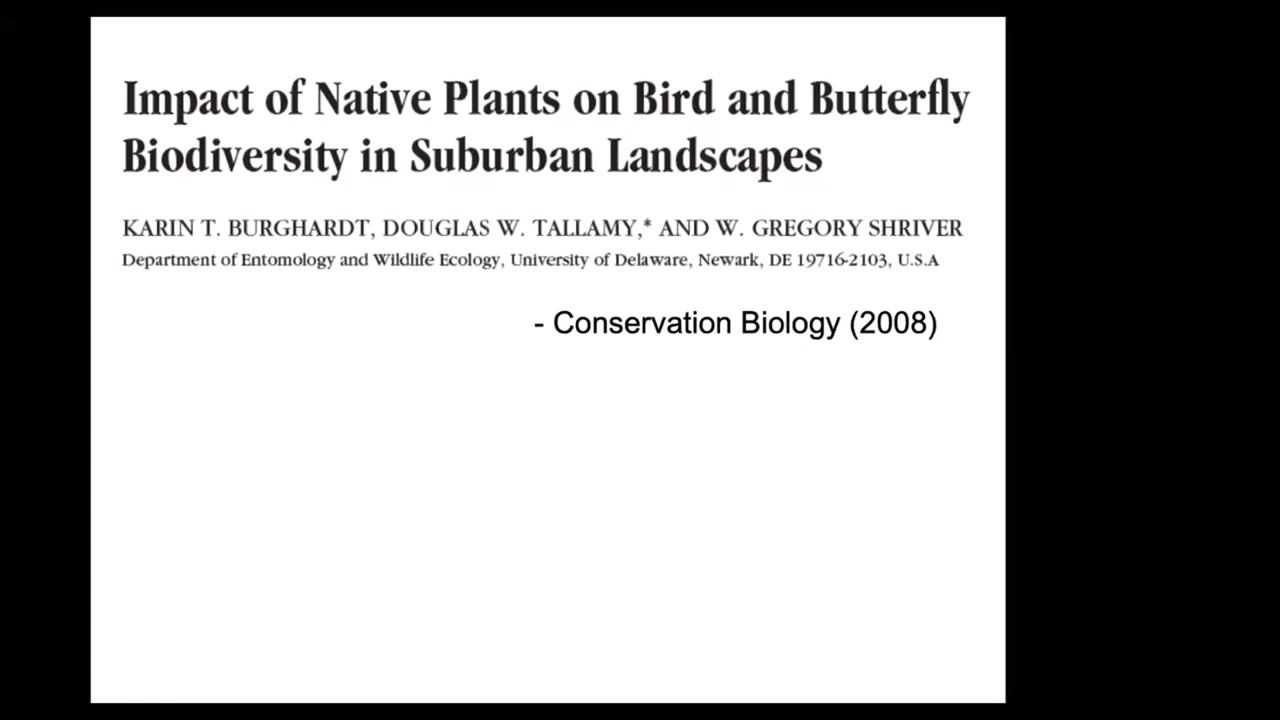 Impact of Native Plants on Bird and Butterfly
Biodiversity in Suburban Landscapes
KARIN T. BURGHARDT, DOUGLAS W. TALLAMY,* AND W. GREGORY SHRIVER
Department of Entomology and Wildlife Ecology, University of Delaware, Newark, DE 19716-2103, U.S.A
- Conservation Biology (2008)